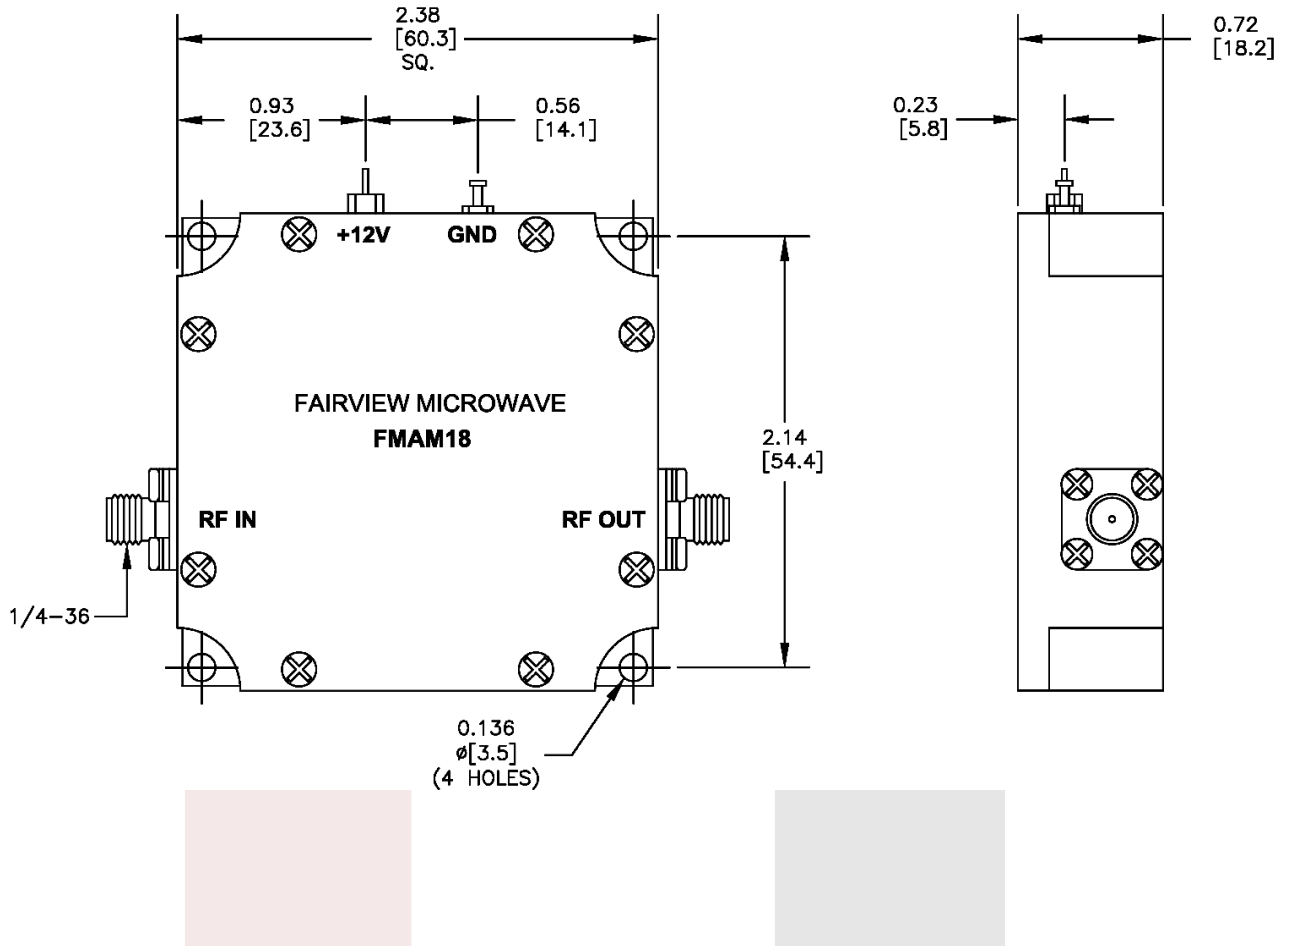 2.38
[60.3]
SQ.
0.72
[18.2]
0.93
[23.6]
0.56
[14.1]
0.23
[5.8]
+12V
GND
FAIRVIEW MICROWAVE
FMAM18
2.14
[54.4]
RF IN
RF OUT
1/4-36
0.136
ø[3.5]
(4 HOLES)